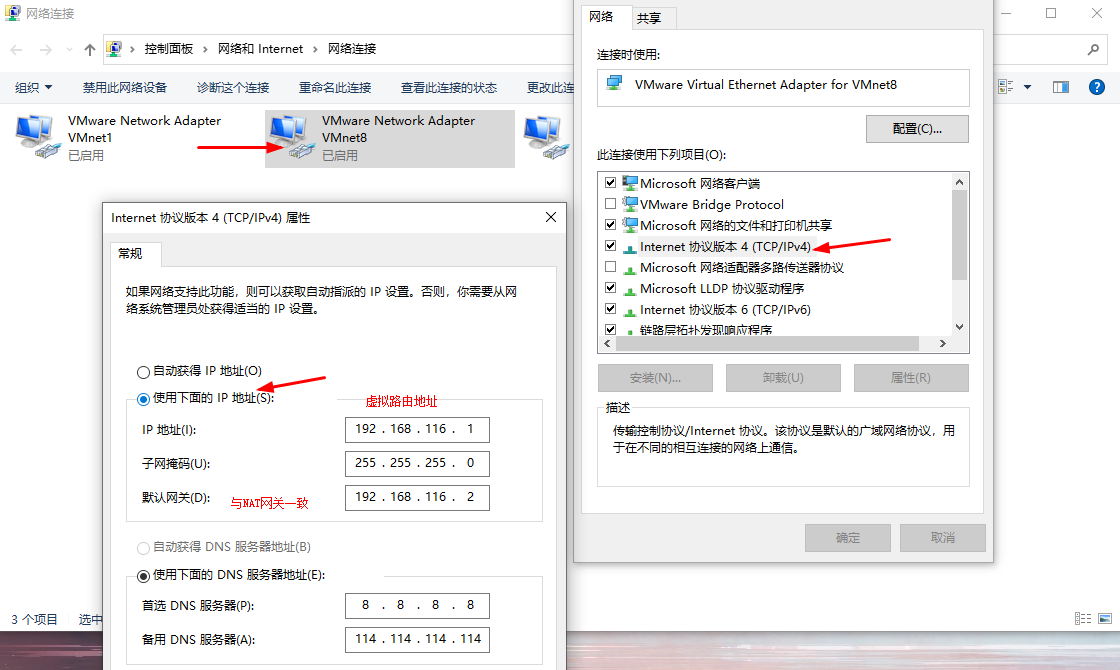 网络连接
控制面板 › 网络和 Internet › 网络连接
组织
禁用此网络设备
诊断这个连接
重命名此连接
查看此连接的状态
更改此连
VMware Network Adapter
VMnet1
已启用
VMware Network Adapter
VMnet8
已启用
Internet 协议版本 4 (TCP/IPv4) 属性
常规
如果网络支持此功能，则可以获取自动指派的 IP 设置。否则，你需要从网
络系统管理员处获得适当的 IP 设置。
自动获得 IP 地址(O)
使用下面的 IP 地址(S):
虚拟路由地址
IP 地址(I):
192 . 168 . 116 . 1
子网掩码(U):
255 . 255 . 255 . 0
默认网关(D):
与NAT网关一致
192 . 168 . 116 . 2
自动获得 DNS 服务器地址(B)
使用下面的 DNS 服务器地址(E):
首选 DNS 服务器(P):
8 . 8 . 8 . 8
备用 DNS 服务器(A):
114 . 114 . 114 . 114
3 个项目
选中
网络
共享
连接时使用:
VMware Virtual Ethernet Adapter for VMnet8
配置(C)...
此连接使用下列项目(O):
Microsoft 网络客户端
VMware Bridge Protocol
Microsoft 网络的文件和打印机共享
Internet 协议版本 4 (TCP/IPv4)
Microsoft 网络适配器多路传送器协议
Microsoft LLDP 协议驱动程序
Internet 协议版本 6 (TCP/IPv6)
链路层拓扑发现响应程序
安装(N)...
卸载(U)
属性(R)
描述
传输控制协议/Internet 协议。该协议是默认的广域网络协议，用
于在不同的相互连接的网络上通信。
确定
取消